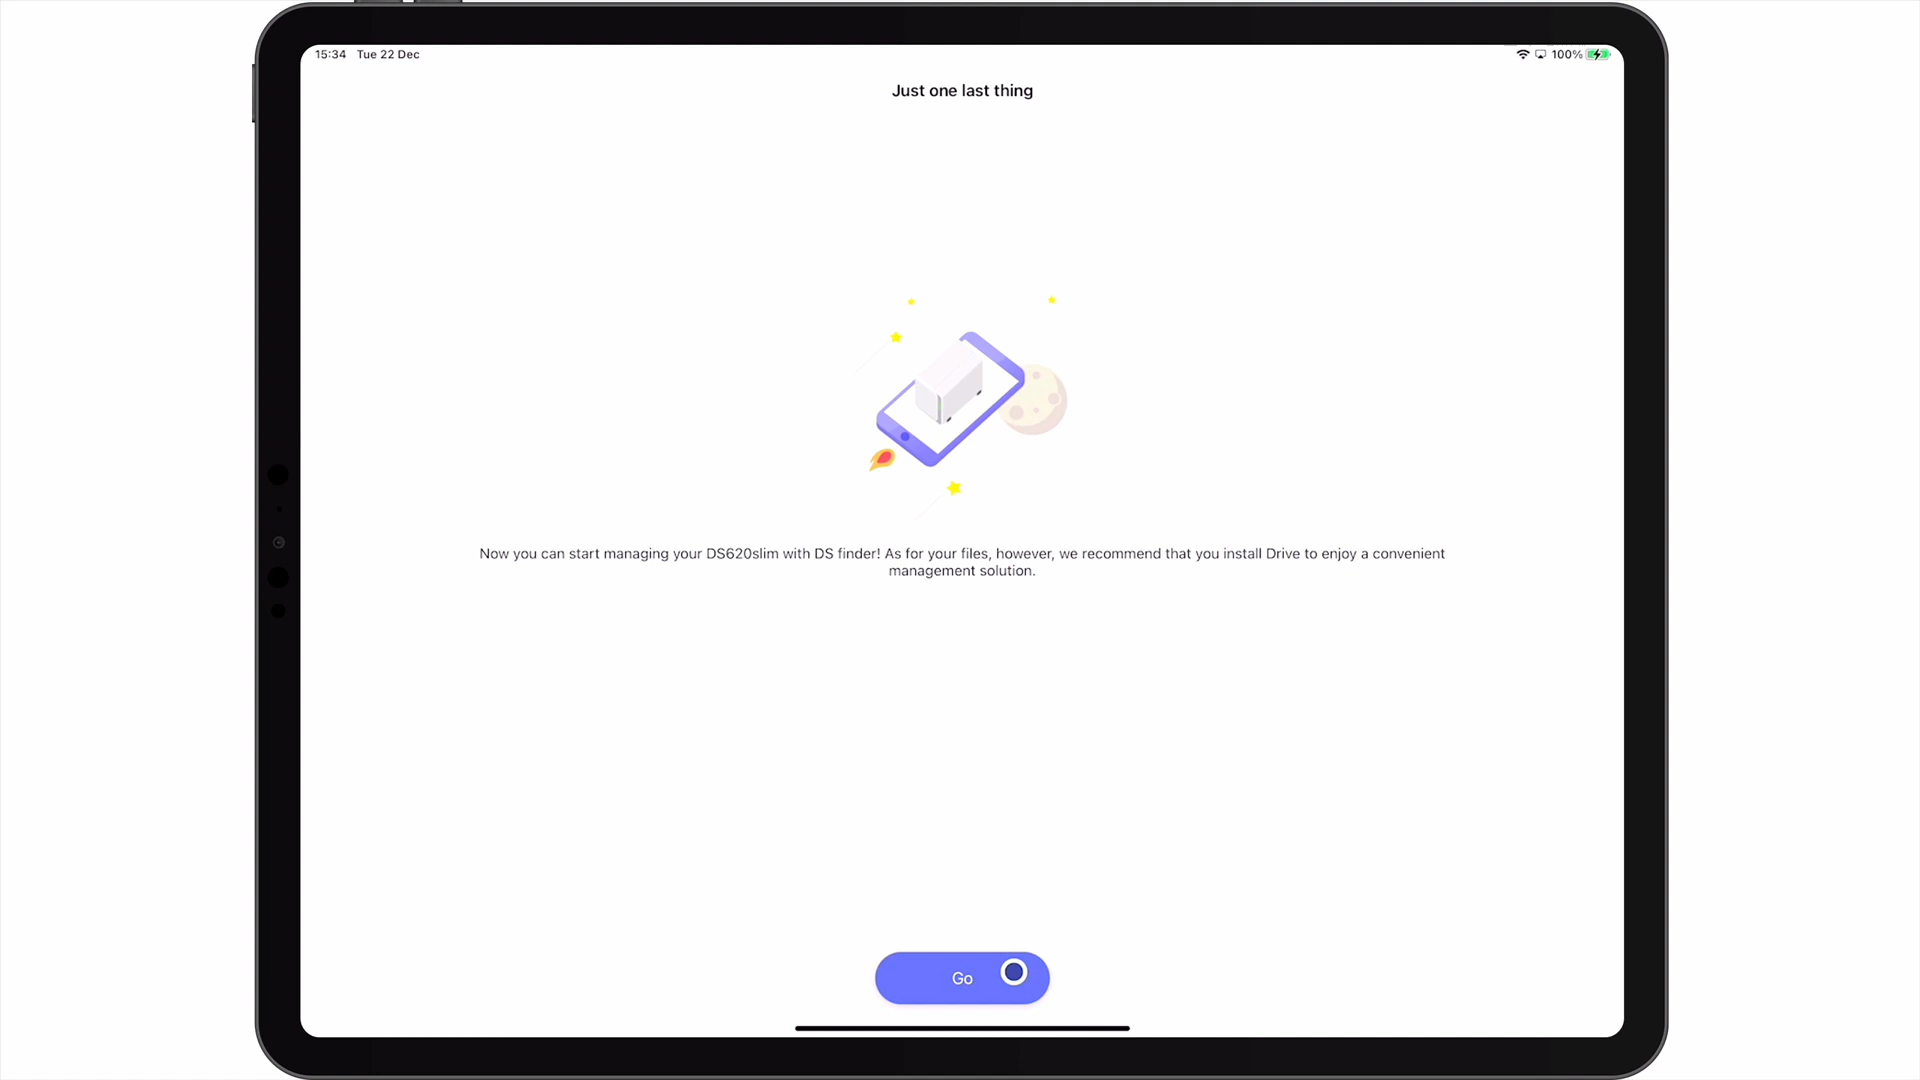 15:34 Tue 22 Dec
100%
Just one last thing
Now you can start managing your DS620slim with DS finder! As for your files, however, we recommend that you install Drive to enjoy a convenient
management solution.
Go